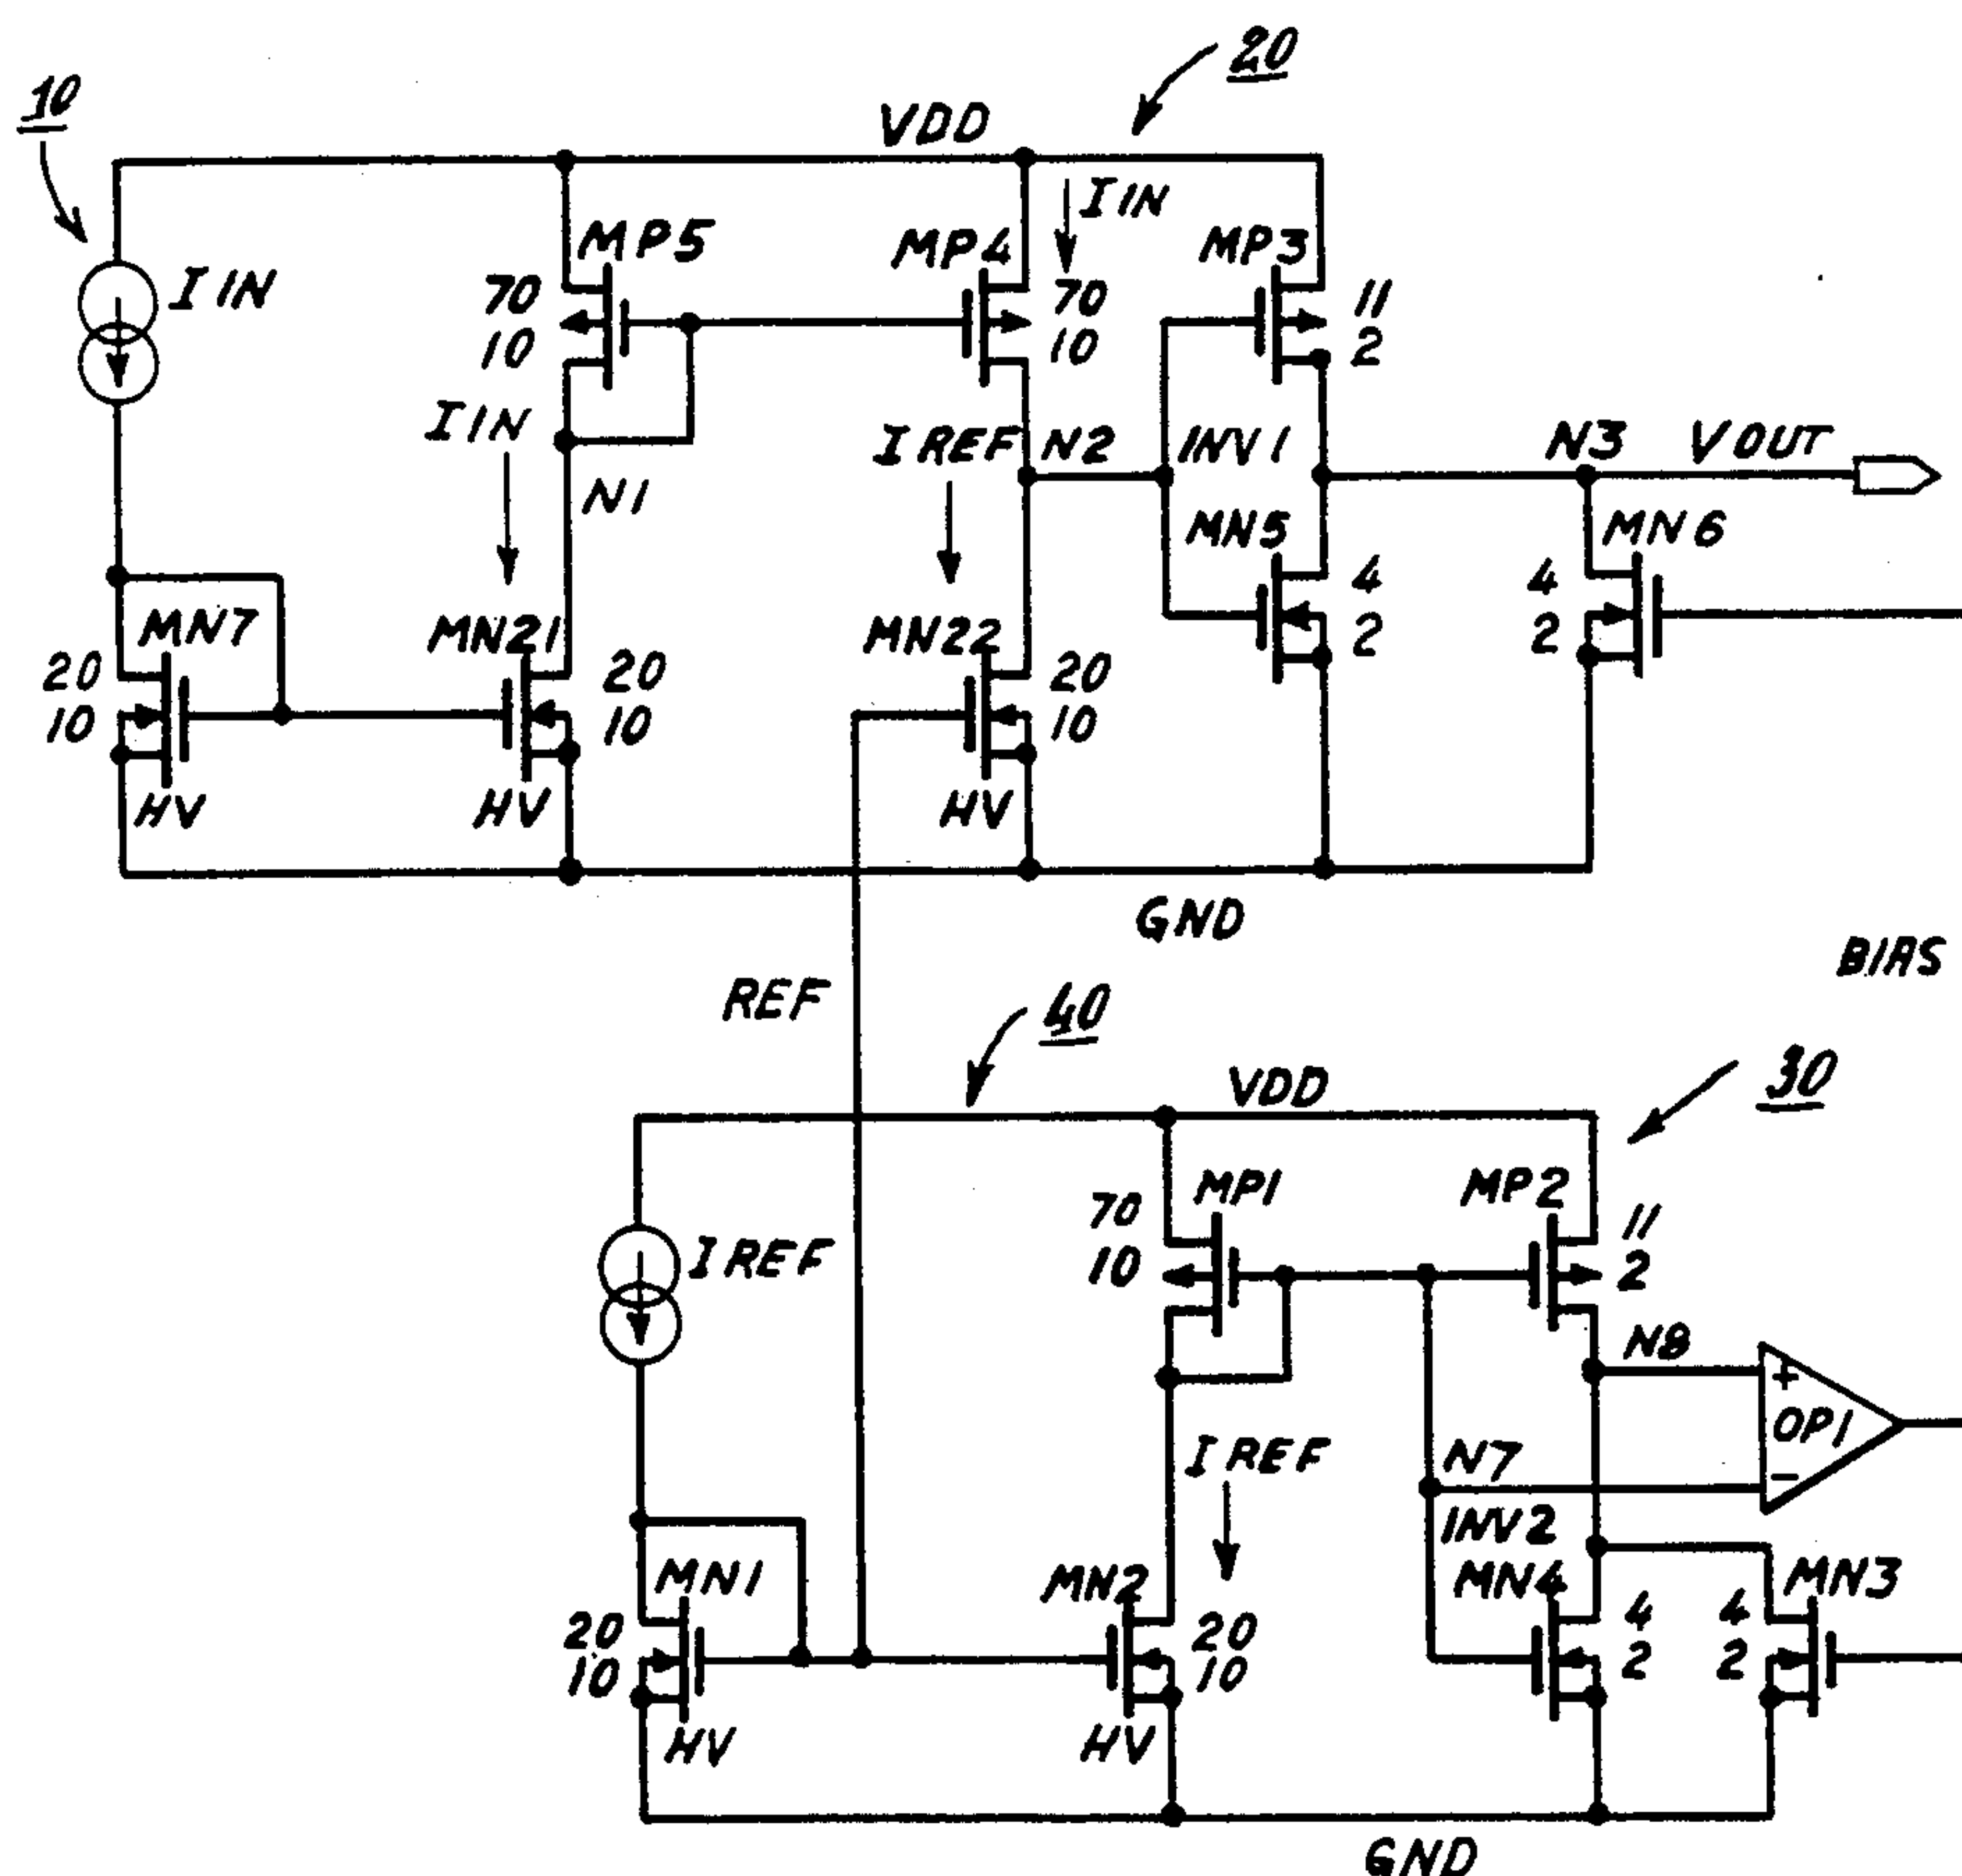 20
10
VDD
IIN
MP5
MP4
MP3
IIN
70
10
70
10
11
2
IIN
IREF
N2
INV1
N3
VOUT
N1
MN5
MN6
4
2
4
2
MN7
MN21
MN22
20
10
20
10
20
10
HV
HV
HV
GND
BIAS
REF
40
VDD
30
MP1
MP2
70
10
11
2
IREF
N8
+
OP1
-
IREF
N7
INV2
MN1
MN2
MN4
MN3
20
10
20
10
4
2
4
2
HV
HV
GND